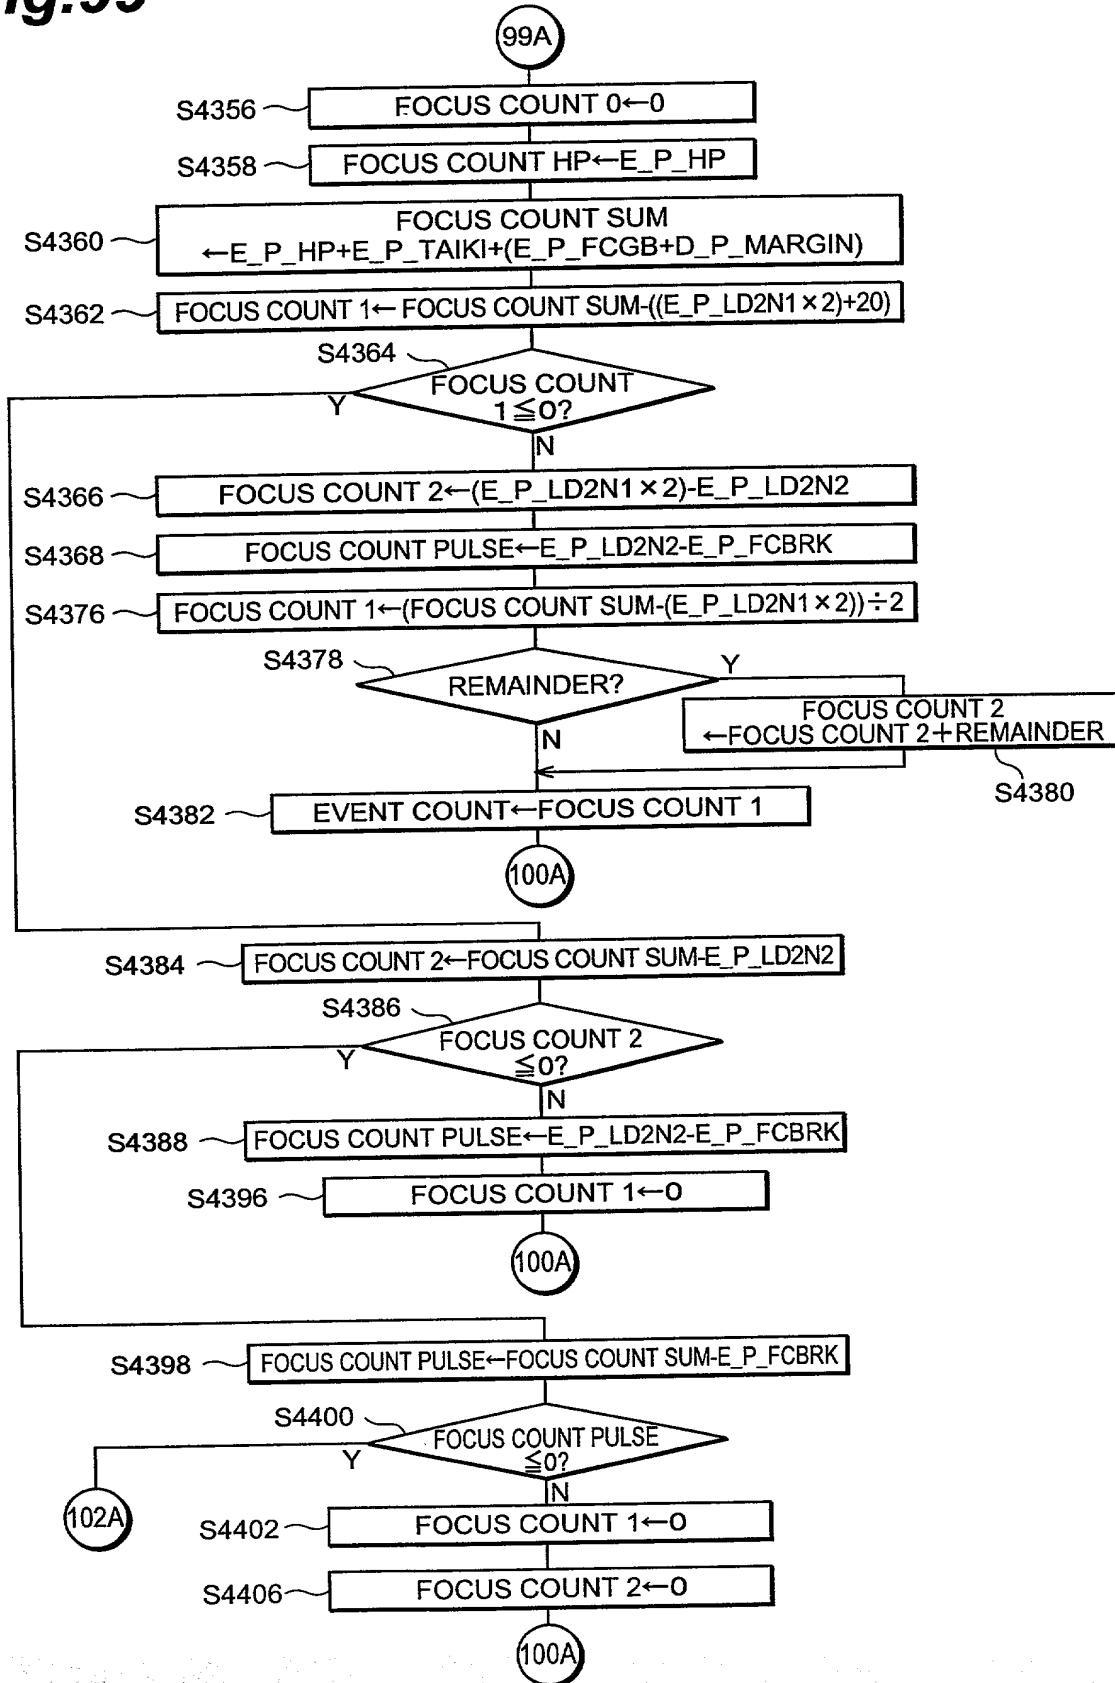 ig.99
99A
S4356
FOCUS COUNT 0←0
S4358
FOCUS COUNT HP←E_P_HP
S4360
FOCUS COUNT SUM
←E_P_HP+E_P_TAIKI+(E_P_FCGB+D_P_MARGIN)
S4362
FOCUS COUNT 1← FOCUS COUNT SUM-((E_P_LD2N1×2)+20)
S4364
FOCUS COUNT
1≦0?
Y
N
S4366
FOCUS COUNT 2←(E_P_LD2N1×2)-E_P_LD2N2
S4368
FOCUS COUNT PULSE←E_P_LD2N2-E_P_FCBRK
S4376
FOCUS COUNT 1←(FOCUS COUNT SUM-(E_P_LD2N1×2))÷2
S4378
REMAINDER?
Y
N
FOCUS COUNT 2
←FOCUS COUNT 2+REMAINDER
S4380
S4382
EVENT COUNT←FOCUS COUNT 1
100A
S4384
FOCUS COUNT 2←FOCUS COUNT SUM-E_P_LD2N2
S4386
FOCUS COUNT 2
≦0?
Y
N
S4388
FOCUS COUNT PULSE←E_P_LD2N2-E_P_FCBRK
S4396
FOCUS COUNT 1←0
100A
S4398
FOCUS COUNT PULSE←FOCUS COUNT SUM-E_P_FCBRK
S4400
FOCUS COUNT PULSE
≦0?
Y
N
102A
S4402
FOCUS COUNT 1←0
S4406
FOCUS COUNT 2←0
100A